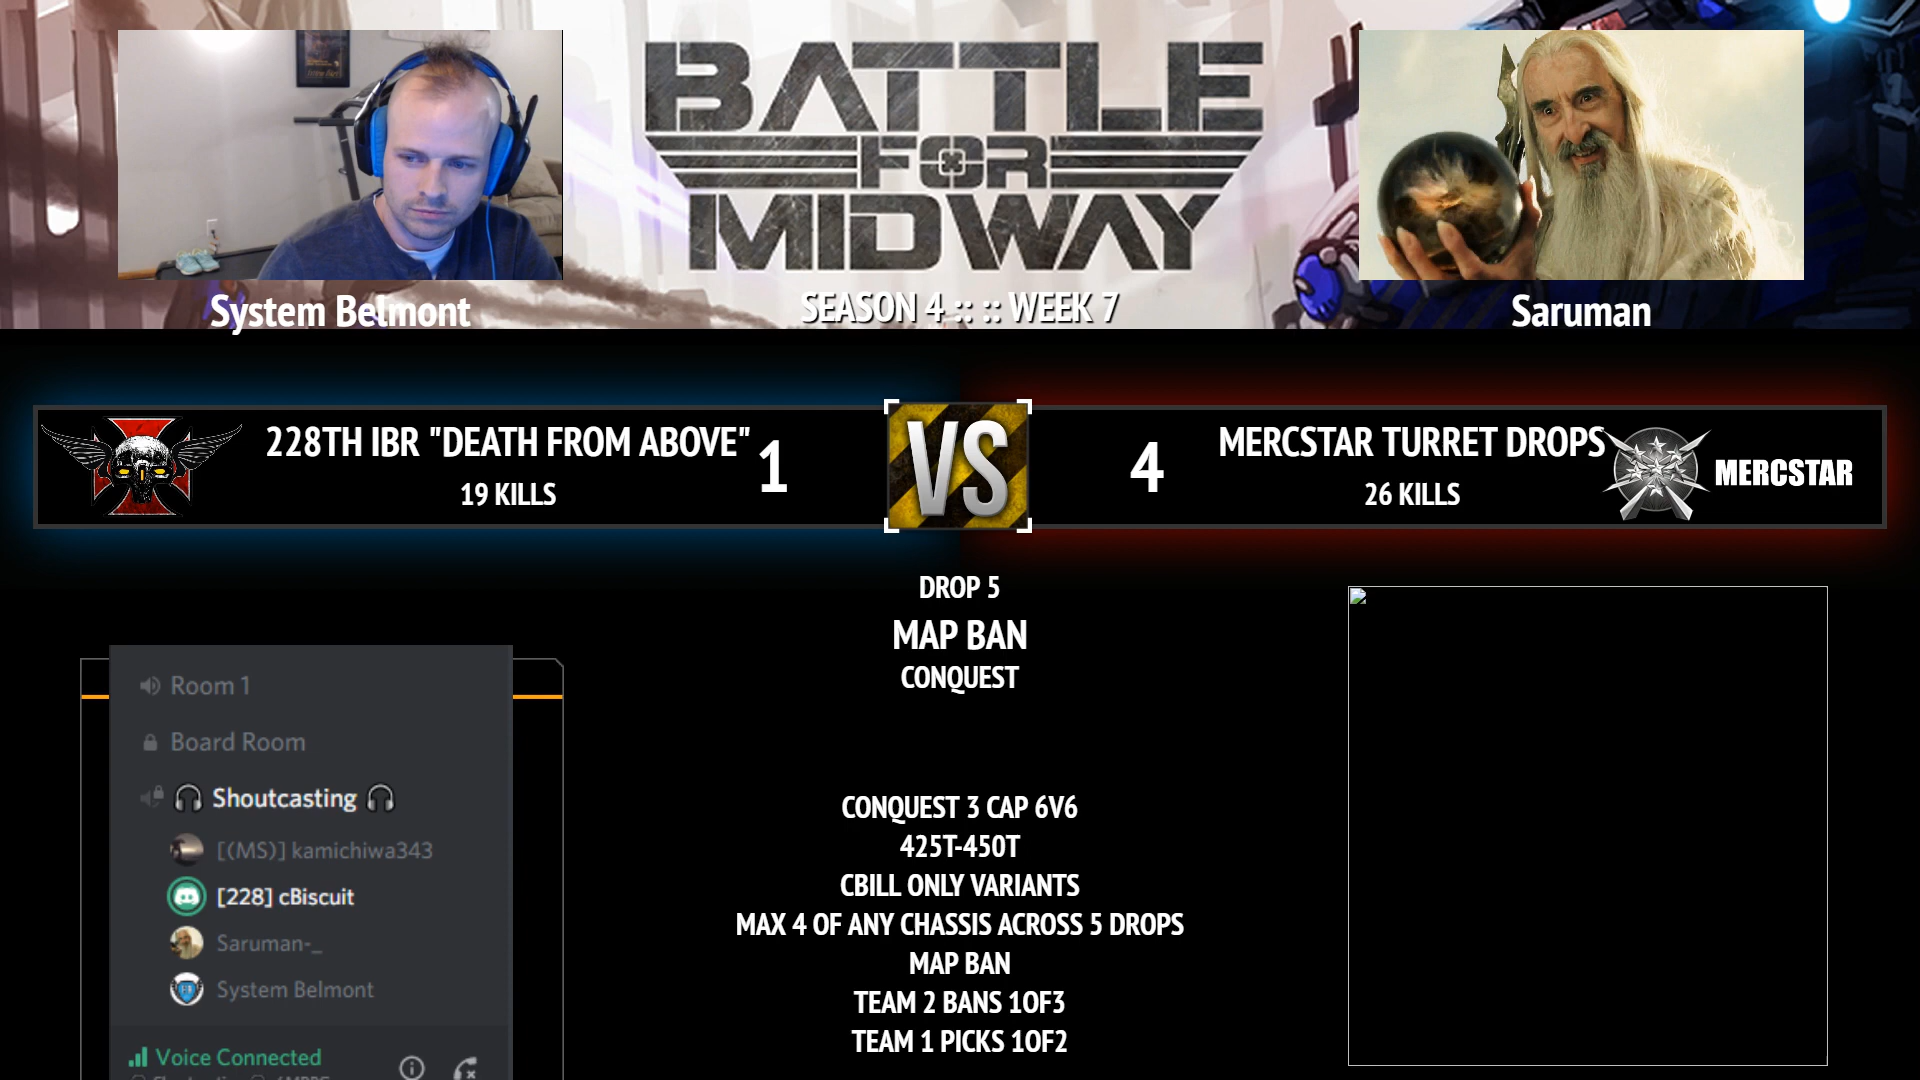 BATTLE
FOR
MIDWAY
System Belmont
SEASON 4 :: :: WEEK 7
Saruman
228TH IBR "DEATH FROM ABOVE"
19 KILLS
1
VS
4
MERCSTAR TURRET DROPS
26 KILLS
MERCSTAR
DROP 5
MAP BAN
CONQUEST
Room 1
Board Room
Shoutcasting
[(MS)] kamichiwa343
[228] cBiscuit
Saruman-_
System Belmont
Voice Connected
CONQUEST 3 CAP 6V6
425T-450T
CBILL ONLY VARIANTS
MAX 4 OF ANY CHASSIS ACROSS 5 DROPS
MAP BAN
TEAM 2 BANS 1OF3
TEAM 1 PICKS 1OF2